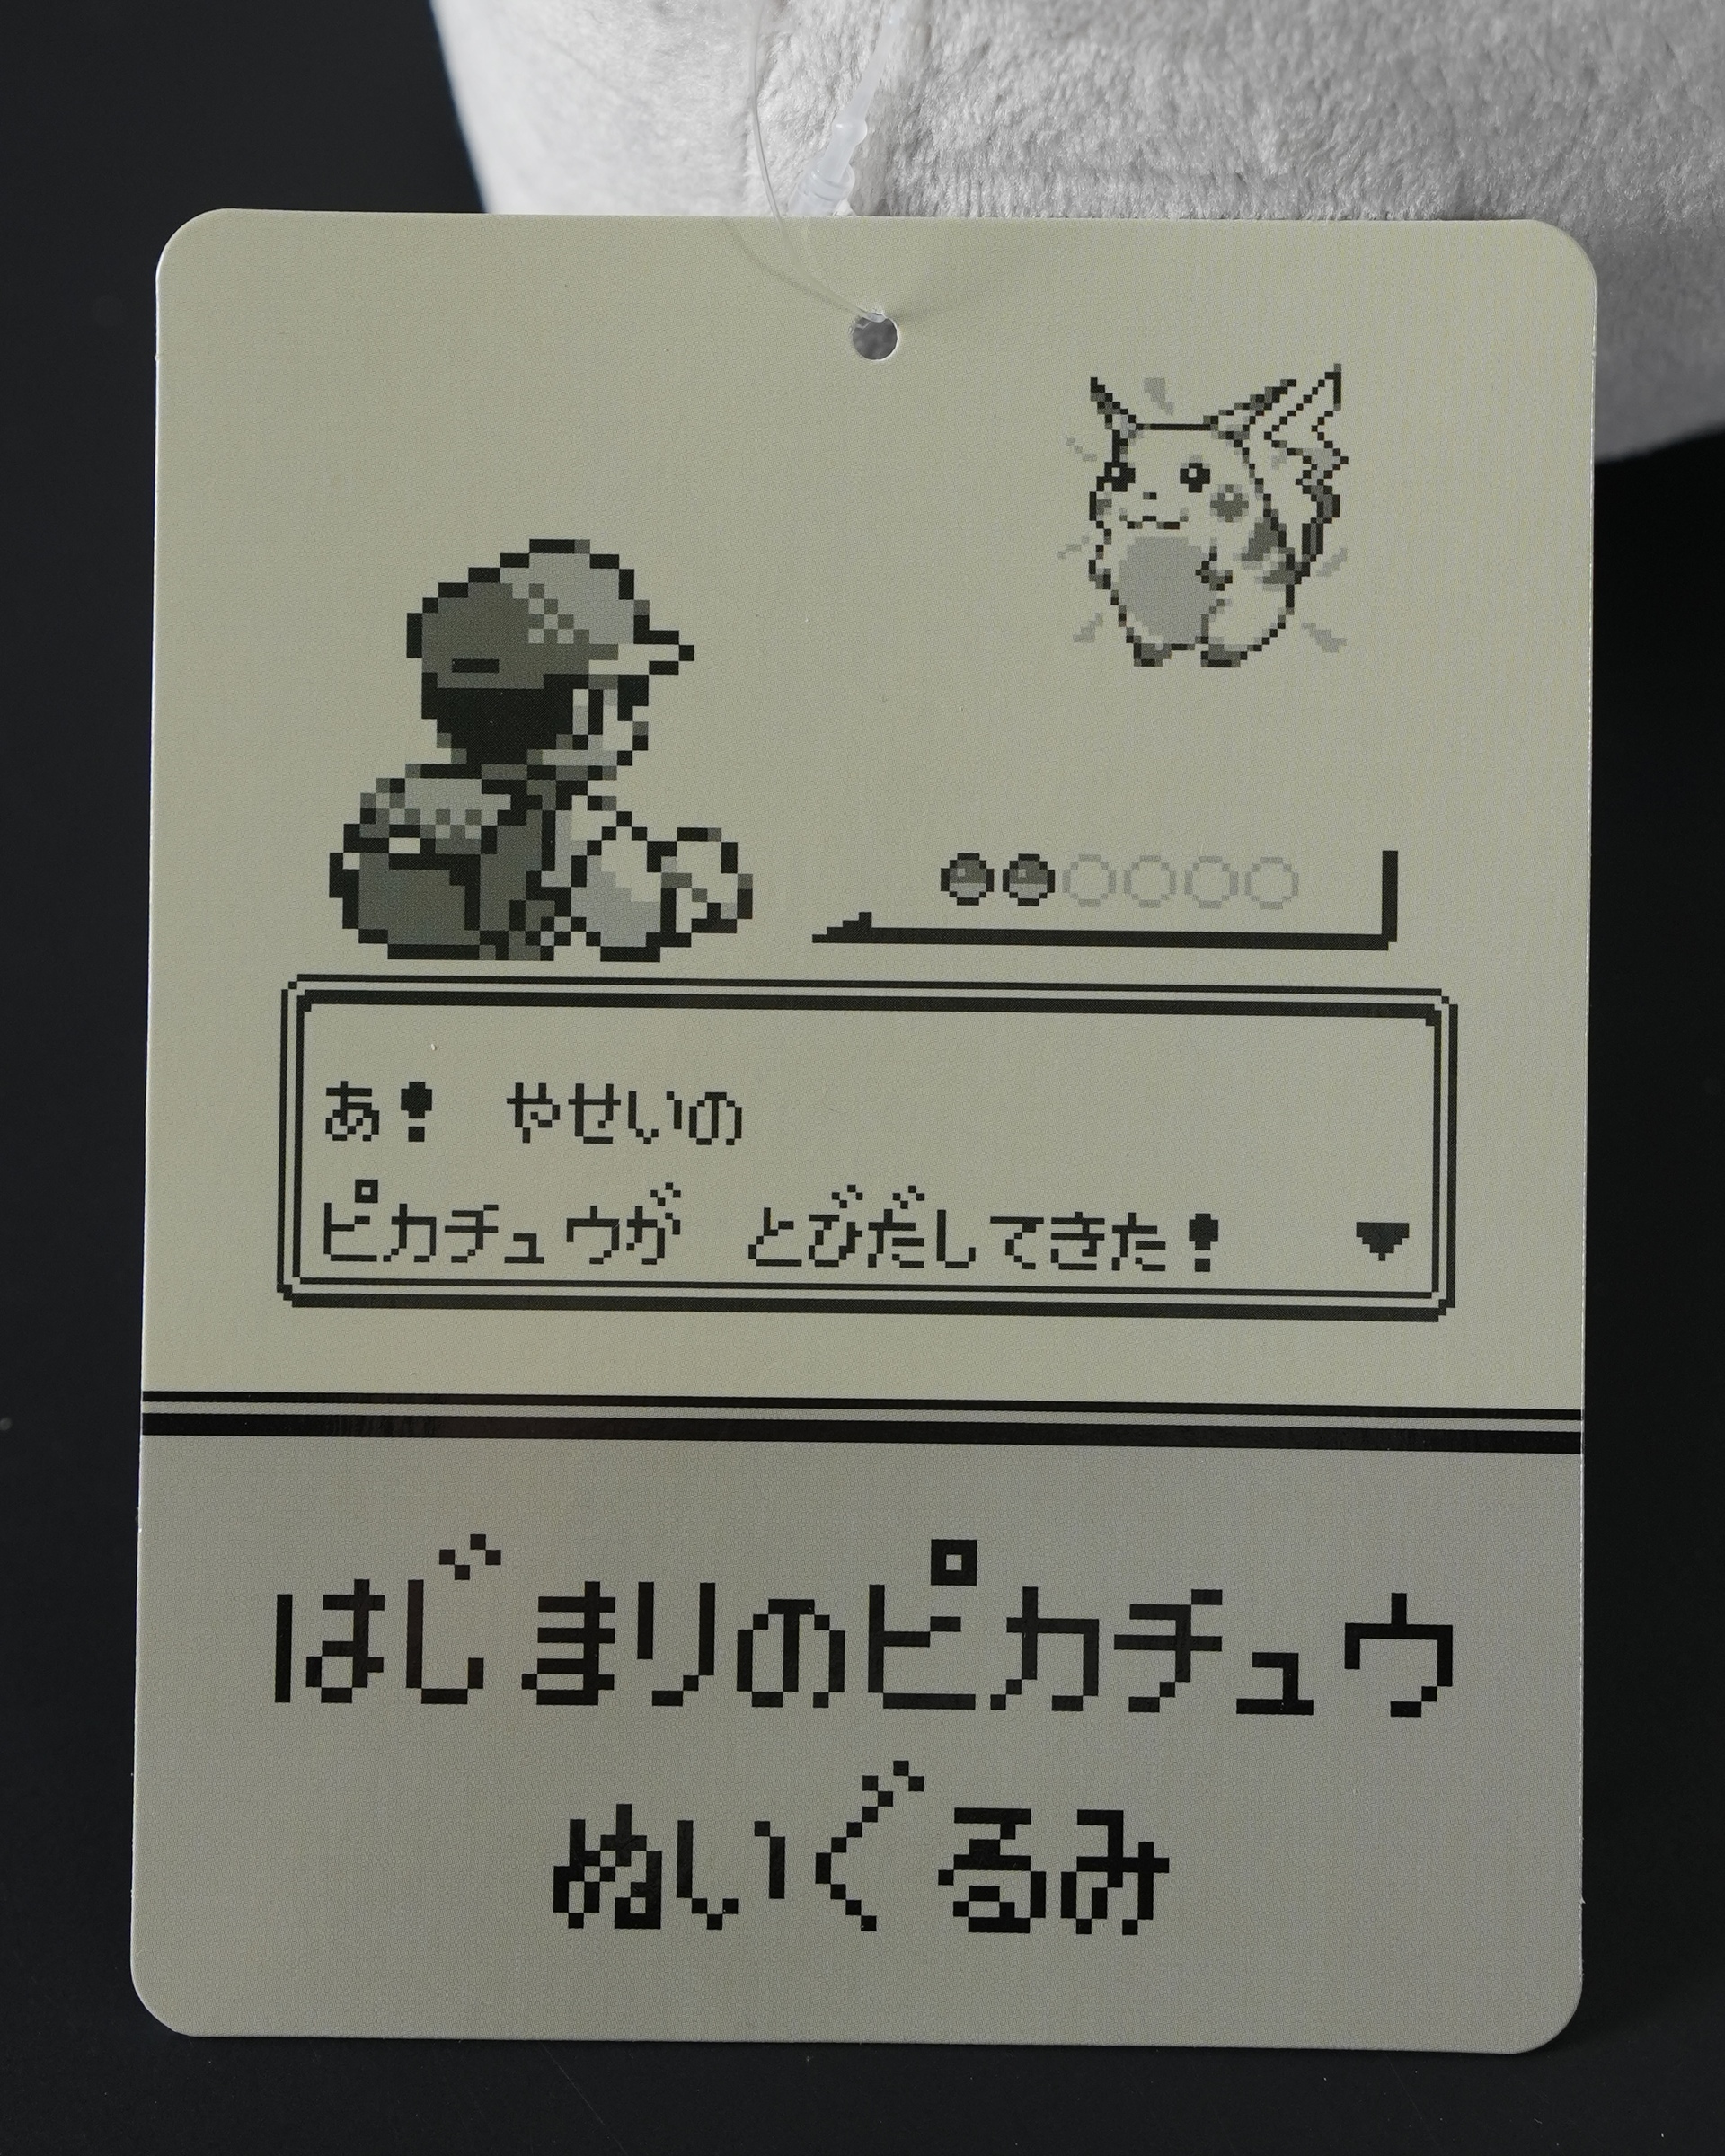 あ！　やせいの
ピカチュウが　とびだしてきた！
はじまりのピカチュウ
ぬいぐるみ